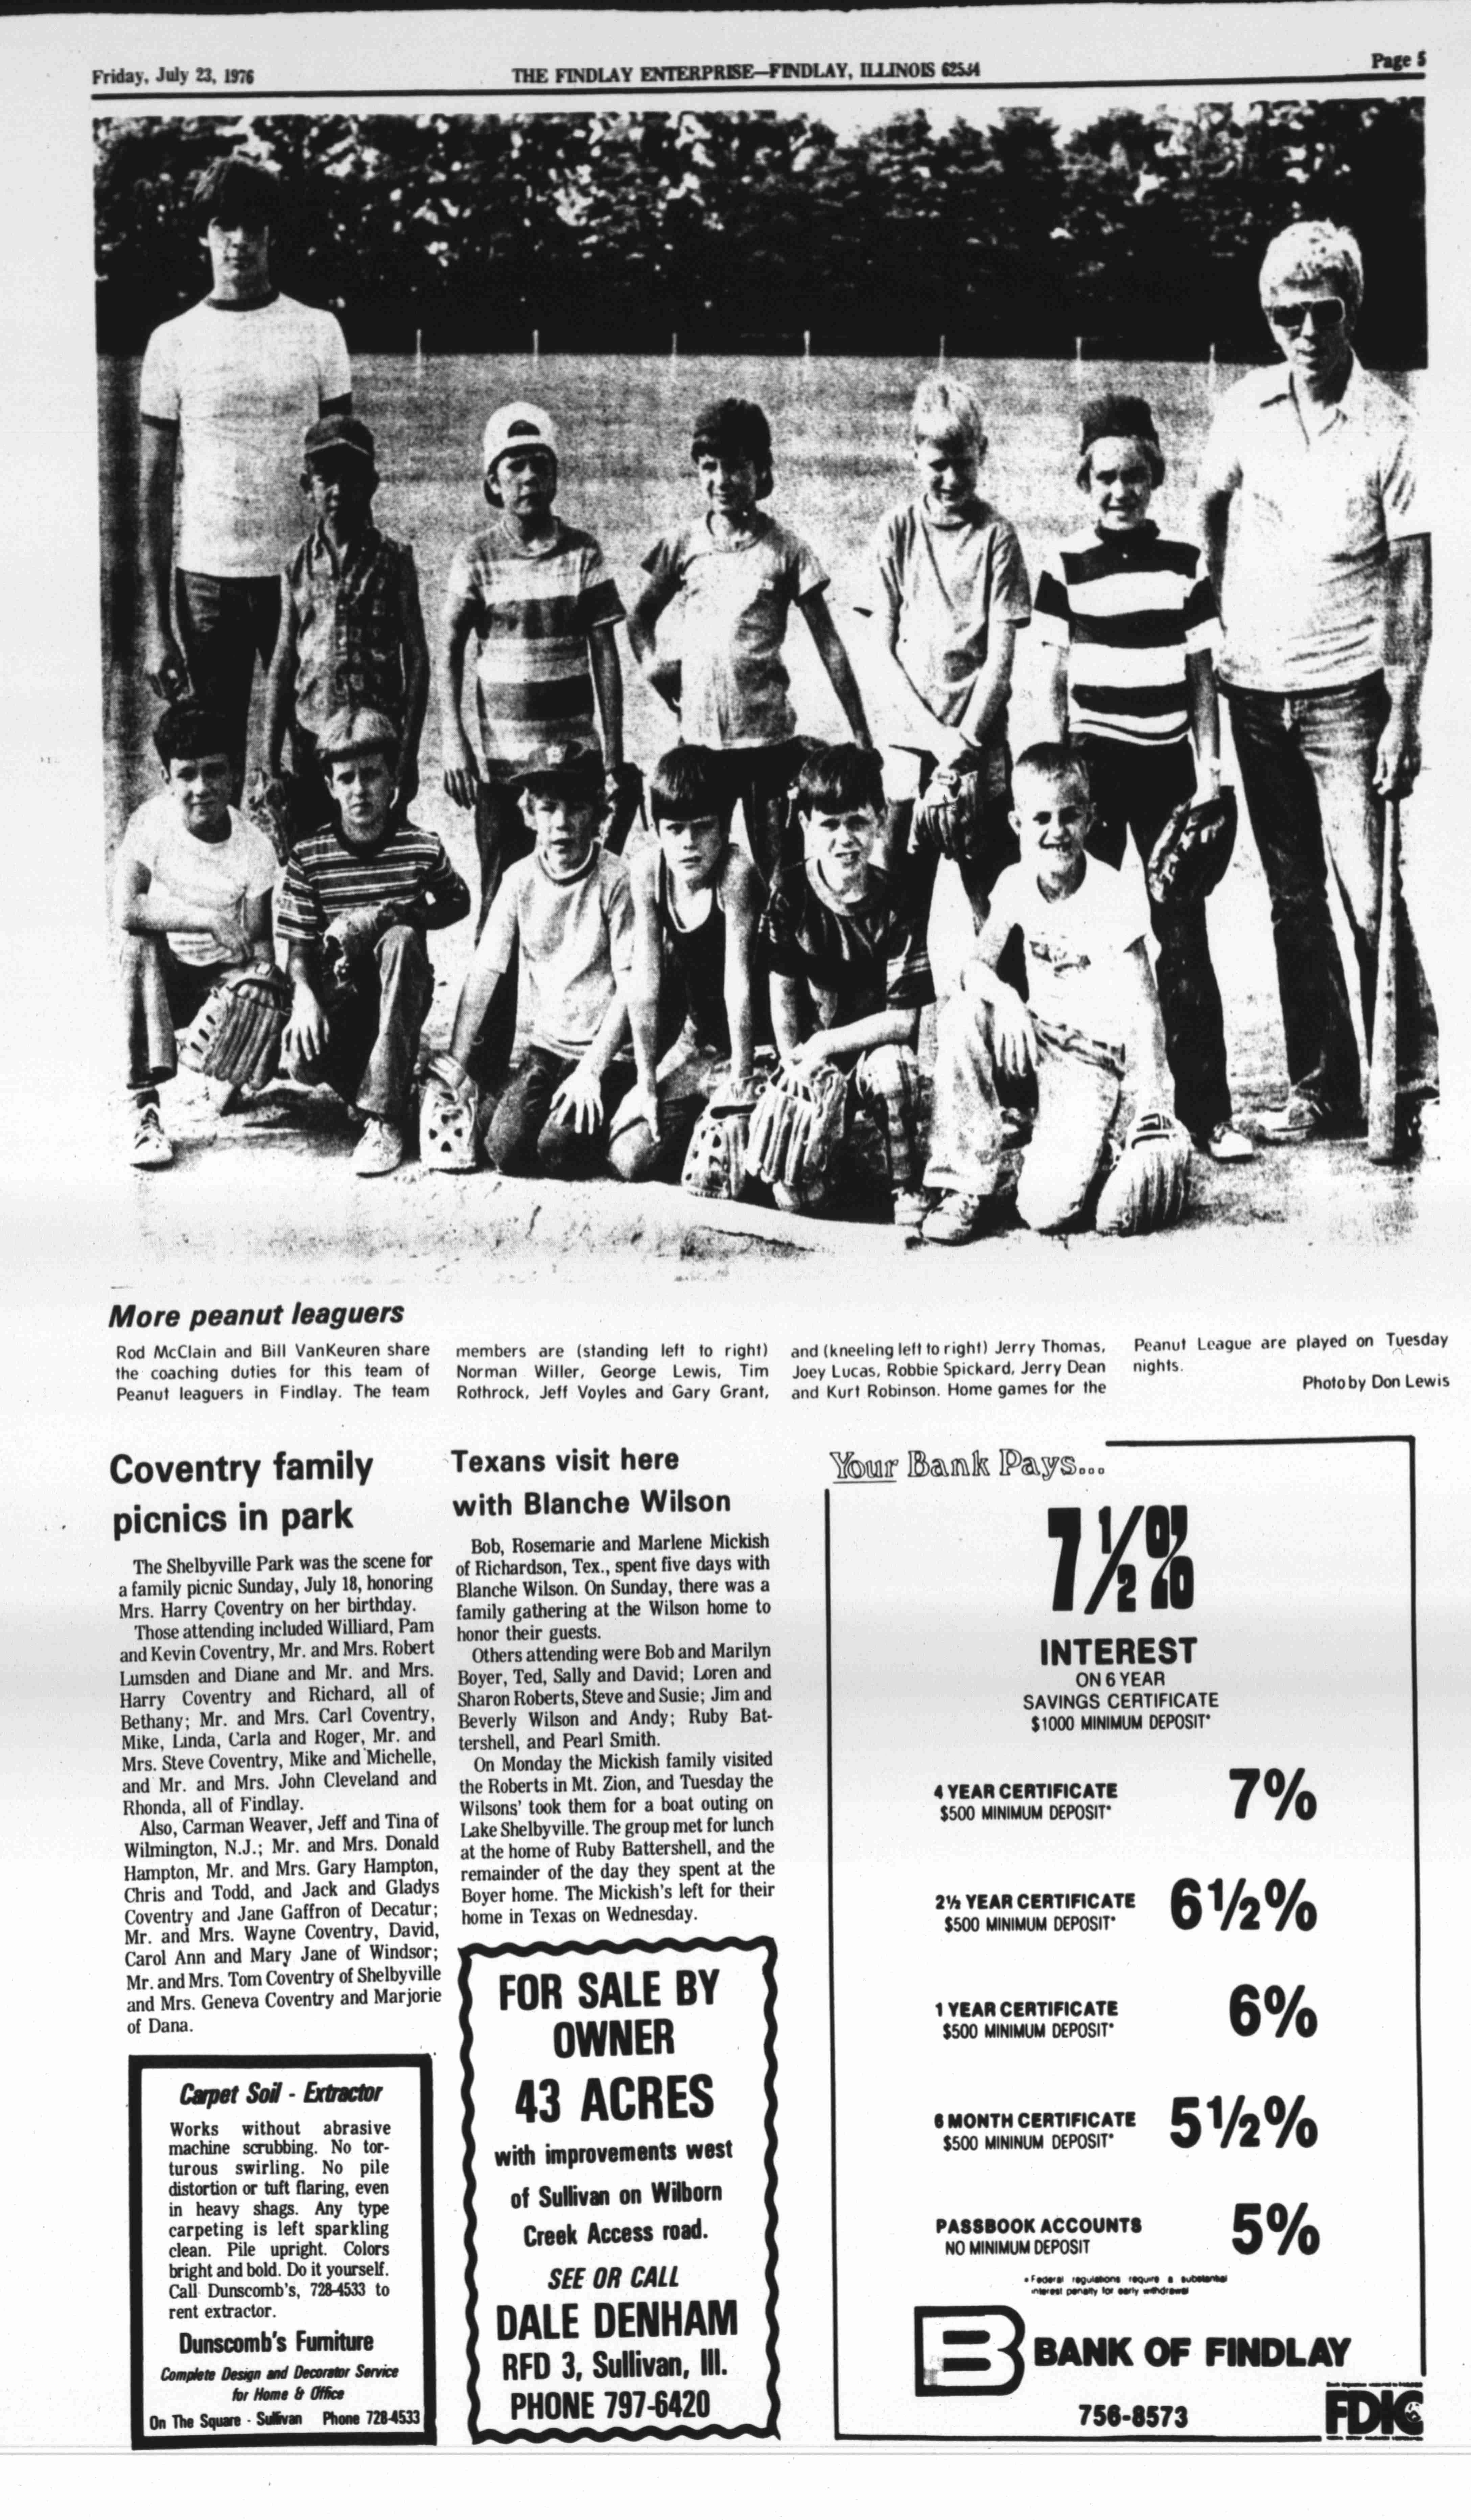 Friday, July 23, 1976
THE FINDLAY ENTERPRISE—FINDLAY, ILLINOIS 62534
Page 5
More peanut leaguers
Rod McClain and Bill VanKeuren share
the coaching duties for this team of
Peanut leaguers in Findlay. The team
members are (standing left to right)
Norman Willer, George Lewis, Tim
Rothrock, Jeff Voyles and Gary Grant,
and (kneeling left to right) Jerry Thomas,
Joey Lucas, Robbie Spickard, Jerry Dean
and Kurt Robinson. Home games for the
Peanut League are played on Tuesday
nights.
Photo by Don Lewis
Coventry family
picnics in park
The Shelbyville Park was the scene for
a family picnic Sunday, July 18, honoring
Mrs. Harry Coventry on her birthday.
Those attending included Williard, Pam
and Kevin Coventry, Mr. and Mrs. Robert
Lumsden and Diane and Mr. and Mrs.
Harry Coventry and Richard, all of
Bethany; Mr. and Mrs. Carl Coventry,
Mike, Linda, Carla and Roger, Mr. and
Mrs. Steve Coventry, Mike and Michelle,
and Mr. and Mrs. John Cleveland and
Rhonda, all of Findlay.
Also, Carman Weaver, Jeff and Tina of
Wilmington, N.J.; Mr. and Mrs. Donald
Hampton, Mr. and Mrs. Gary Hampton,
Chris and Todd, and Jack and Gladys
Coventry and Jane Gaffron of Decatur;
Mr. and Mrs. Wayne Coventry, David,
Carol Ann and Mary Jane of Windsor;
Mr. and Mrs. Tom Coventry of Shelbyville
and Mrs. Geneva Coventry and Marjorie
of Dana.
Carpet Soil - Extractor
Works without abrasive
machine scrubbing. No tor-
turous swirling. No pile
distortion or tuft flaring, even
in heavy shags. Any type
carpeting is left sparkling
clean. Pile upright. Colors
bright and bold. Do it yourself.
Call Dunscomb's, 728-4533 to
rent extractor.
Dunscomb's Furniture
Complete Design and Decorator Service
for Home & Office
On The Square - Sullivan Phone 728-4533
Texans visit here
with Blanche Wilson
Bob, Rosemarie and Marlene Mickish
of Richardson, Tex., spent five days with
Blanche Wilson. On Sunday, there was a
family gathering at the Wilson home to
honor their guests.
Others attending were Bob and Marilyn
Boyer, Ted, Sally and David; Loren and
Sharon Roberts, Steve and Susie; Jim and
Beverly Wilson and Andy; Ruby Bat-
tershell, and Pearl Smith.
On Monday the Mickish family visited
the Roberts in Mt. Zion, and Tuesday the
Wilsons' took them for a boat outing on
Lake Shelbyville. The group met for lunch
at the home of Ruby Battershell, and the
remainder of the day they spent at the
Boyer home. The Mickish's left for their
home in Texas on Wednesday.
FOR SALE BY
OWNER
43 ACRES
with improvements west
of Sullivan on Wilborn
Creek Access road.
SEE OR CALL
DALE DENHAM
RFD 3, Sullivan, Ill.
PHONE 797-6420
Your Bank Pays...
7 1/2 %
INTEREST
ON 6 YEAR
SAVINGS CERTIFICATE
$1000 MINIMUM DEPOSIT*
4 YEAR CERTIFICATE 7%
$500 MINIMUM DEPOSIT*
2½ YEAR CERTIFICATE 6 1/2%
$500 MINIMUM DEPOSIT*
1 YEAR CERTIFICATE 6%
$500 MINIMUM DEPOSIT*
6 MONTH CERTIFICATE 5 1/2%
$500 MININUM DEPOSIT*
PASSBOOK ACCOUNTS 5%
NO MINIMUM DEPOSIT
*Federal regulations require a substantial
interest penalty for early withdrawal
B BANK OF FINDLAY
756-8573
FDIC